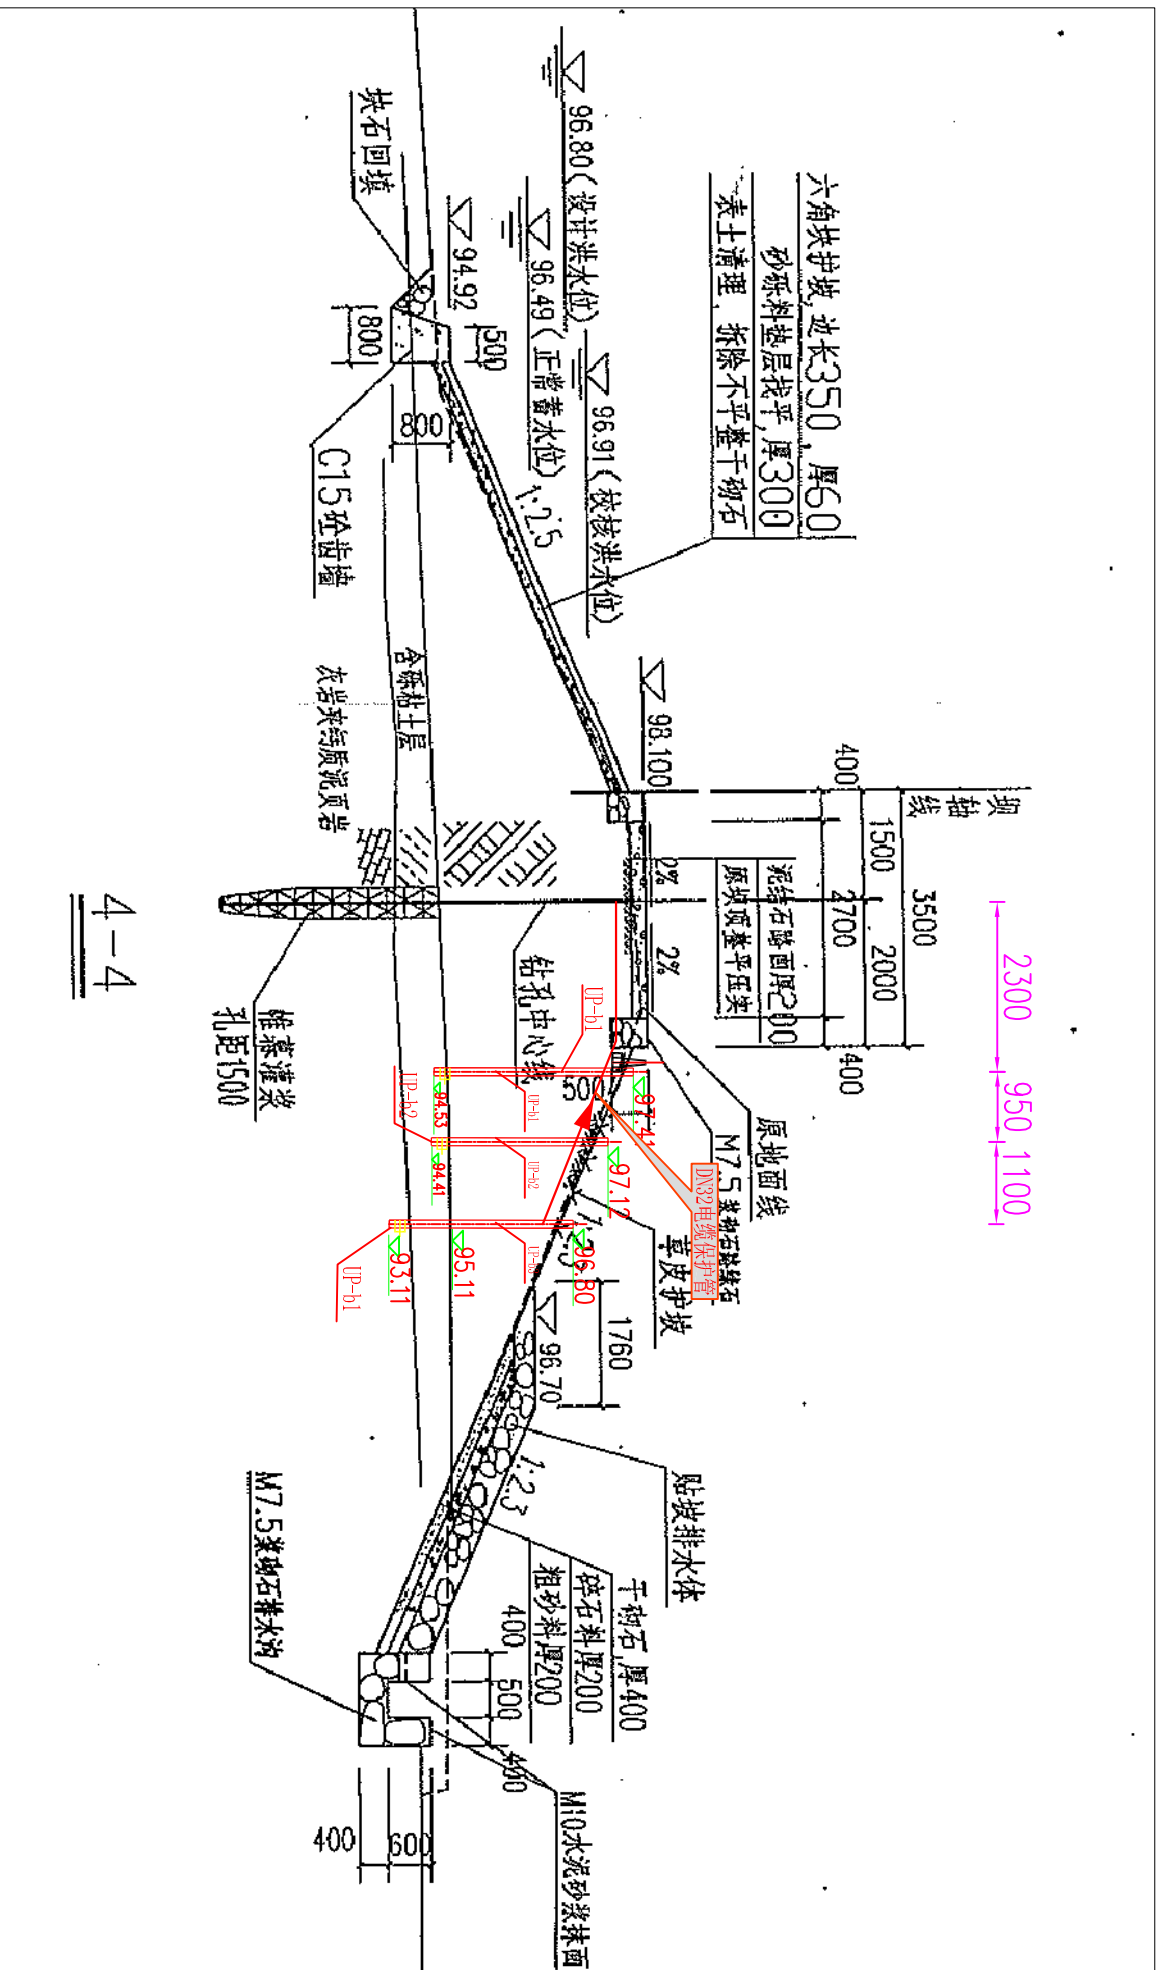 坝轴线
2300
950
1100
3500
1500
2000
400
2700
400
六角块护坡,边长350,厚60
砂砾料垫层找平,厚300
表土清理,拆除不平整干砌石
泥结石路面厚200
原坝顶整平压实
0%
2%
98.100
96.80(设计洪水位)
96.91(校核洪水位)
96.49(正常蓄水位)
94.92
1:2.5
500
800
800
块石回填
C15砼齿墙
含砾粘土层
灰岩夹钙质泥页岩
钻孔中心线
帷幕灌浆
孔距1500
原地面线
M7.5
DN32电缆保护管
草皮护坡
500
UP-b1
UP-b1
UP-b2
UP-b2
UP-b1
97.41
97.12
96.80
94.53
94.41
95.11
93.11
1760
96.70
1:2.3
贴坡排水体
干砌石,厚400
碎石料厚200
粗砂料厚200
400
500
400
M7.5浆砌石排水沟
M10水泥砂浆抹面
400
600
4-4